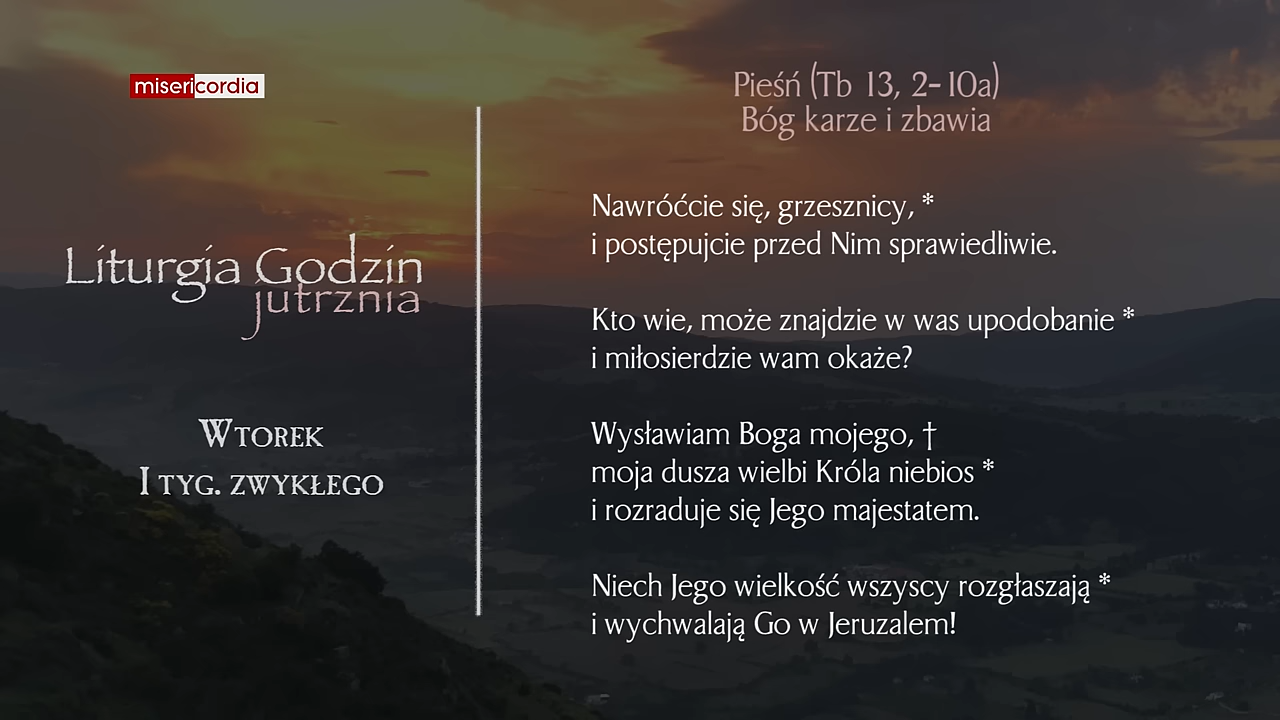 misericordia
Liturgia Godzin
jutrznia
Wtorek
I tyg. zwykłego
Pieśń (Tb 13, 2-10a)
Bóg karze i zbawia
Nawróćcie się, grzesznicy, *
i postępujcie przed Nim sprawiedliwie.
Kto wie, może znajdzie w was upodobanie *
i miłosierdzie wam okaże?
Wysławiam Boga mojego, †
moja dusza wielbi Króla niebios *
i rozraduje się Jego majestatem.
Niech Jego wielkość wszyscy rozgłaszają *
i wychwalają Go w Jeruzalem!